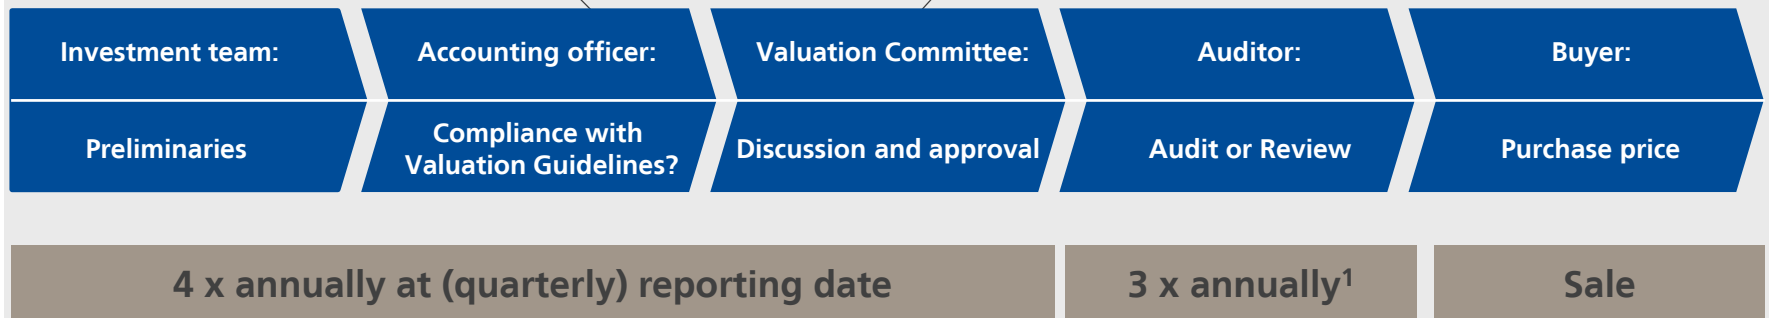 Investment team:
Accounting officer:
Valuation Committee:
Auditor:
Buyer:
Preliminaries
Compliance with
Valuation Guidelines?
Discussion and approval
Audit or Review
Purchase price
4 x annually at (quarterly) reporting date
3 x annually¹
Sale